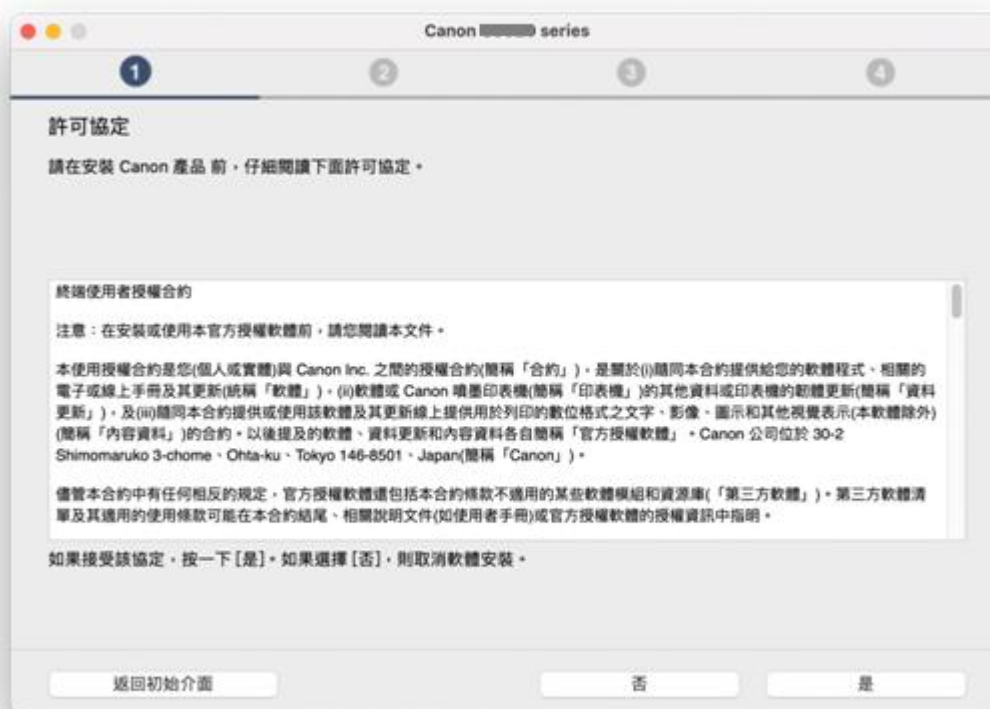 Canon series
1
2
3
4
許可協定
請在安裝 Canon 產品 前，仔細閱讀下面許可協定。
終端使用者授權合約
注意：在安裝或使用本官方授權軟體前，請您閱讀本文件。
本使用授權合約是您(個人或實體)與 Canon Inc. 之間的授權合約(簡稱「合約」)，是關於(i)隨同本合約提供給您的軟體程式、相關的
電子或線上手冊及其更新(統稱「軟體」)，(ii)軟體或 Canon 噴墨印表機(簡稱「印表機」)的其他資料或印表機的韌體更新(簡稱「資料
更新」)，及(iii)隨同本合約提供或使用該軟體及其更新線上提供用於列印的數位格式之文字、影像、圖示和其他視覺表示(本軟體除外)
(簡稱「內容資料」)的合約。以後提及的軟體、資料更新和內容資料各自簡稱「官方授權軟體」。Canon 公司位於 30-2
Shimomaruko 3-chome、Ohta-ku、Tokyo 146-8501、Japan(簡稱「Canon」)。
儘管本合約中有任何相反的規定，官方授權軟體還包括本合約條款不適用的某些軟體模組和資源庫(「第三方軟體」)。第三方軟體清
單及其適用的使用條款可能在本合約結尾、相關說明文件(如使用者手冊)或官方授權軟體的授權資訊中指明。
如果接受該協定，按一下 [是]。如果選擇 [否]，則取消軟體安裝。
返回初始介面
否
是